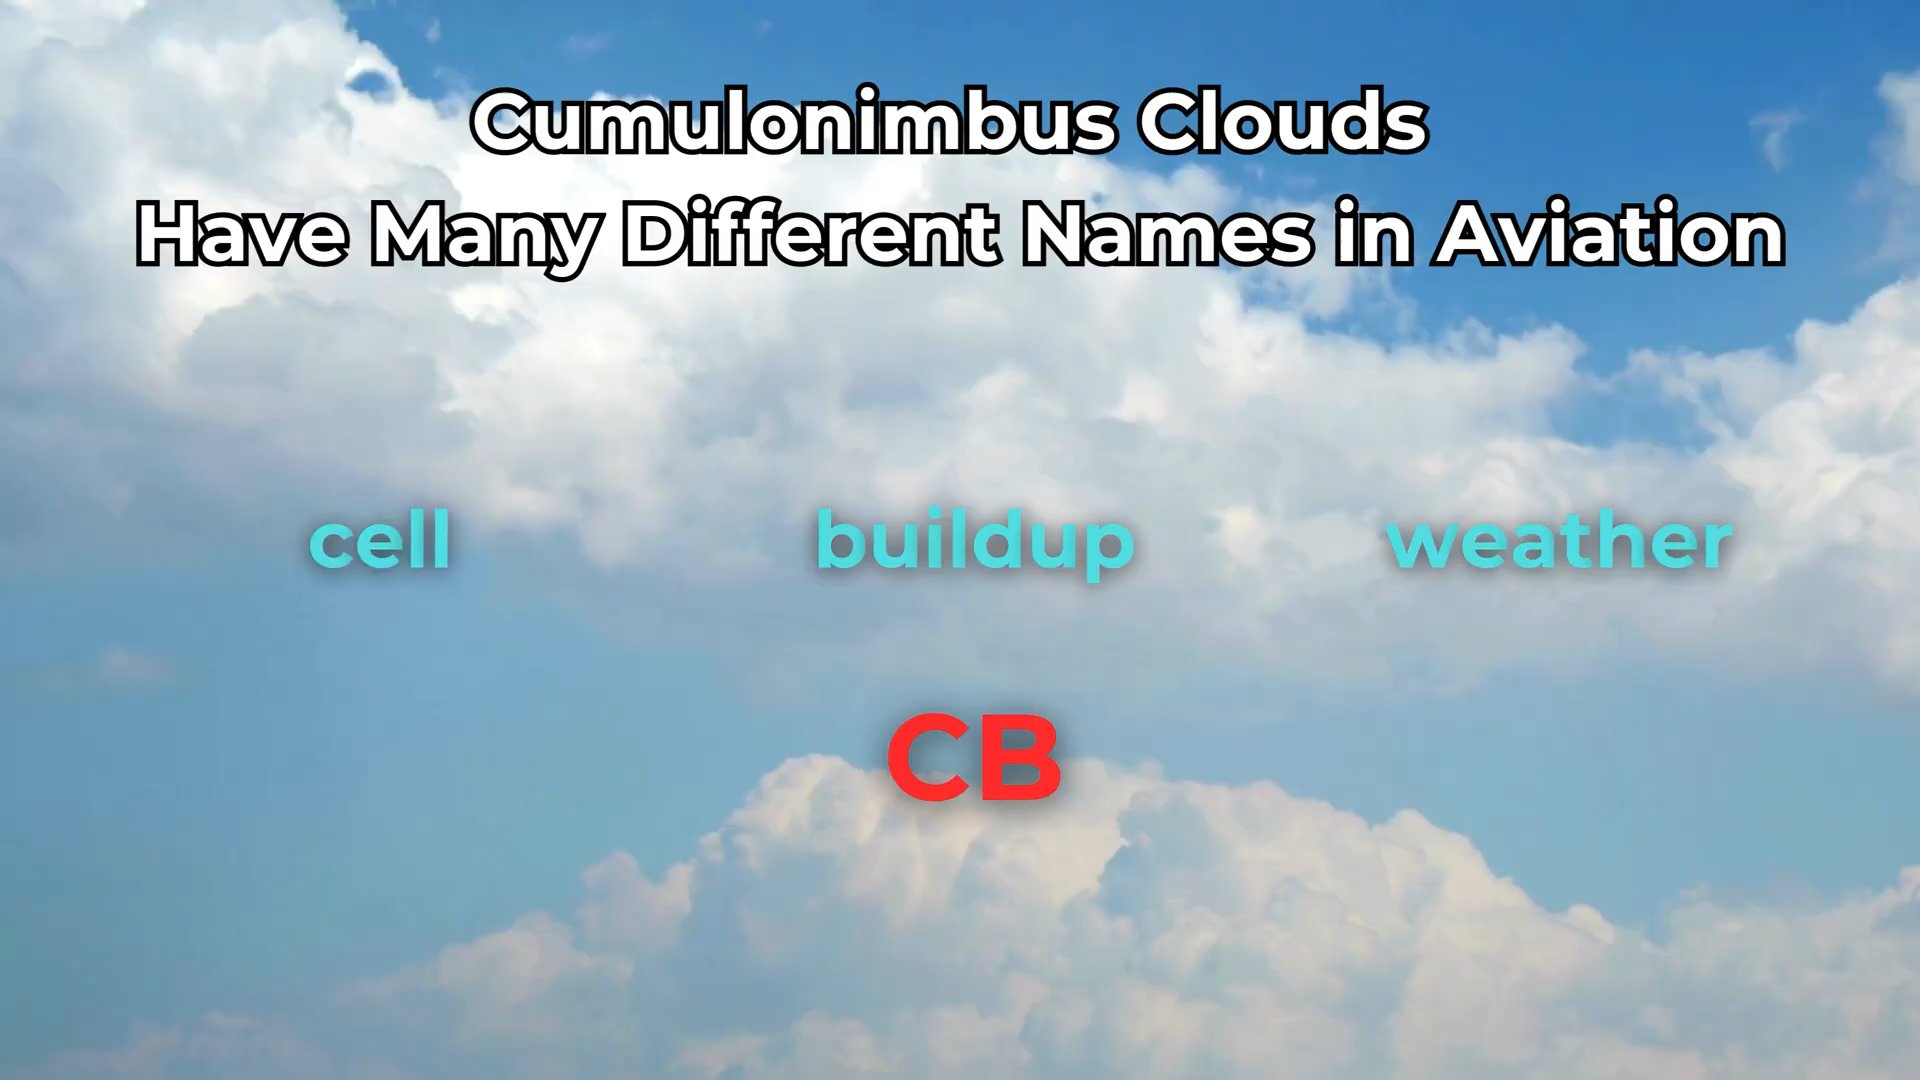 Cumulonimbus Clouds
Have Many Different Names in Aviation
cell buildup weather
CB